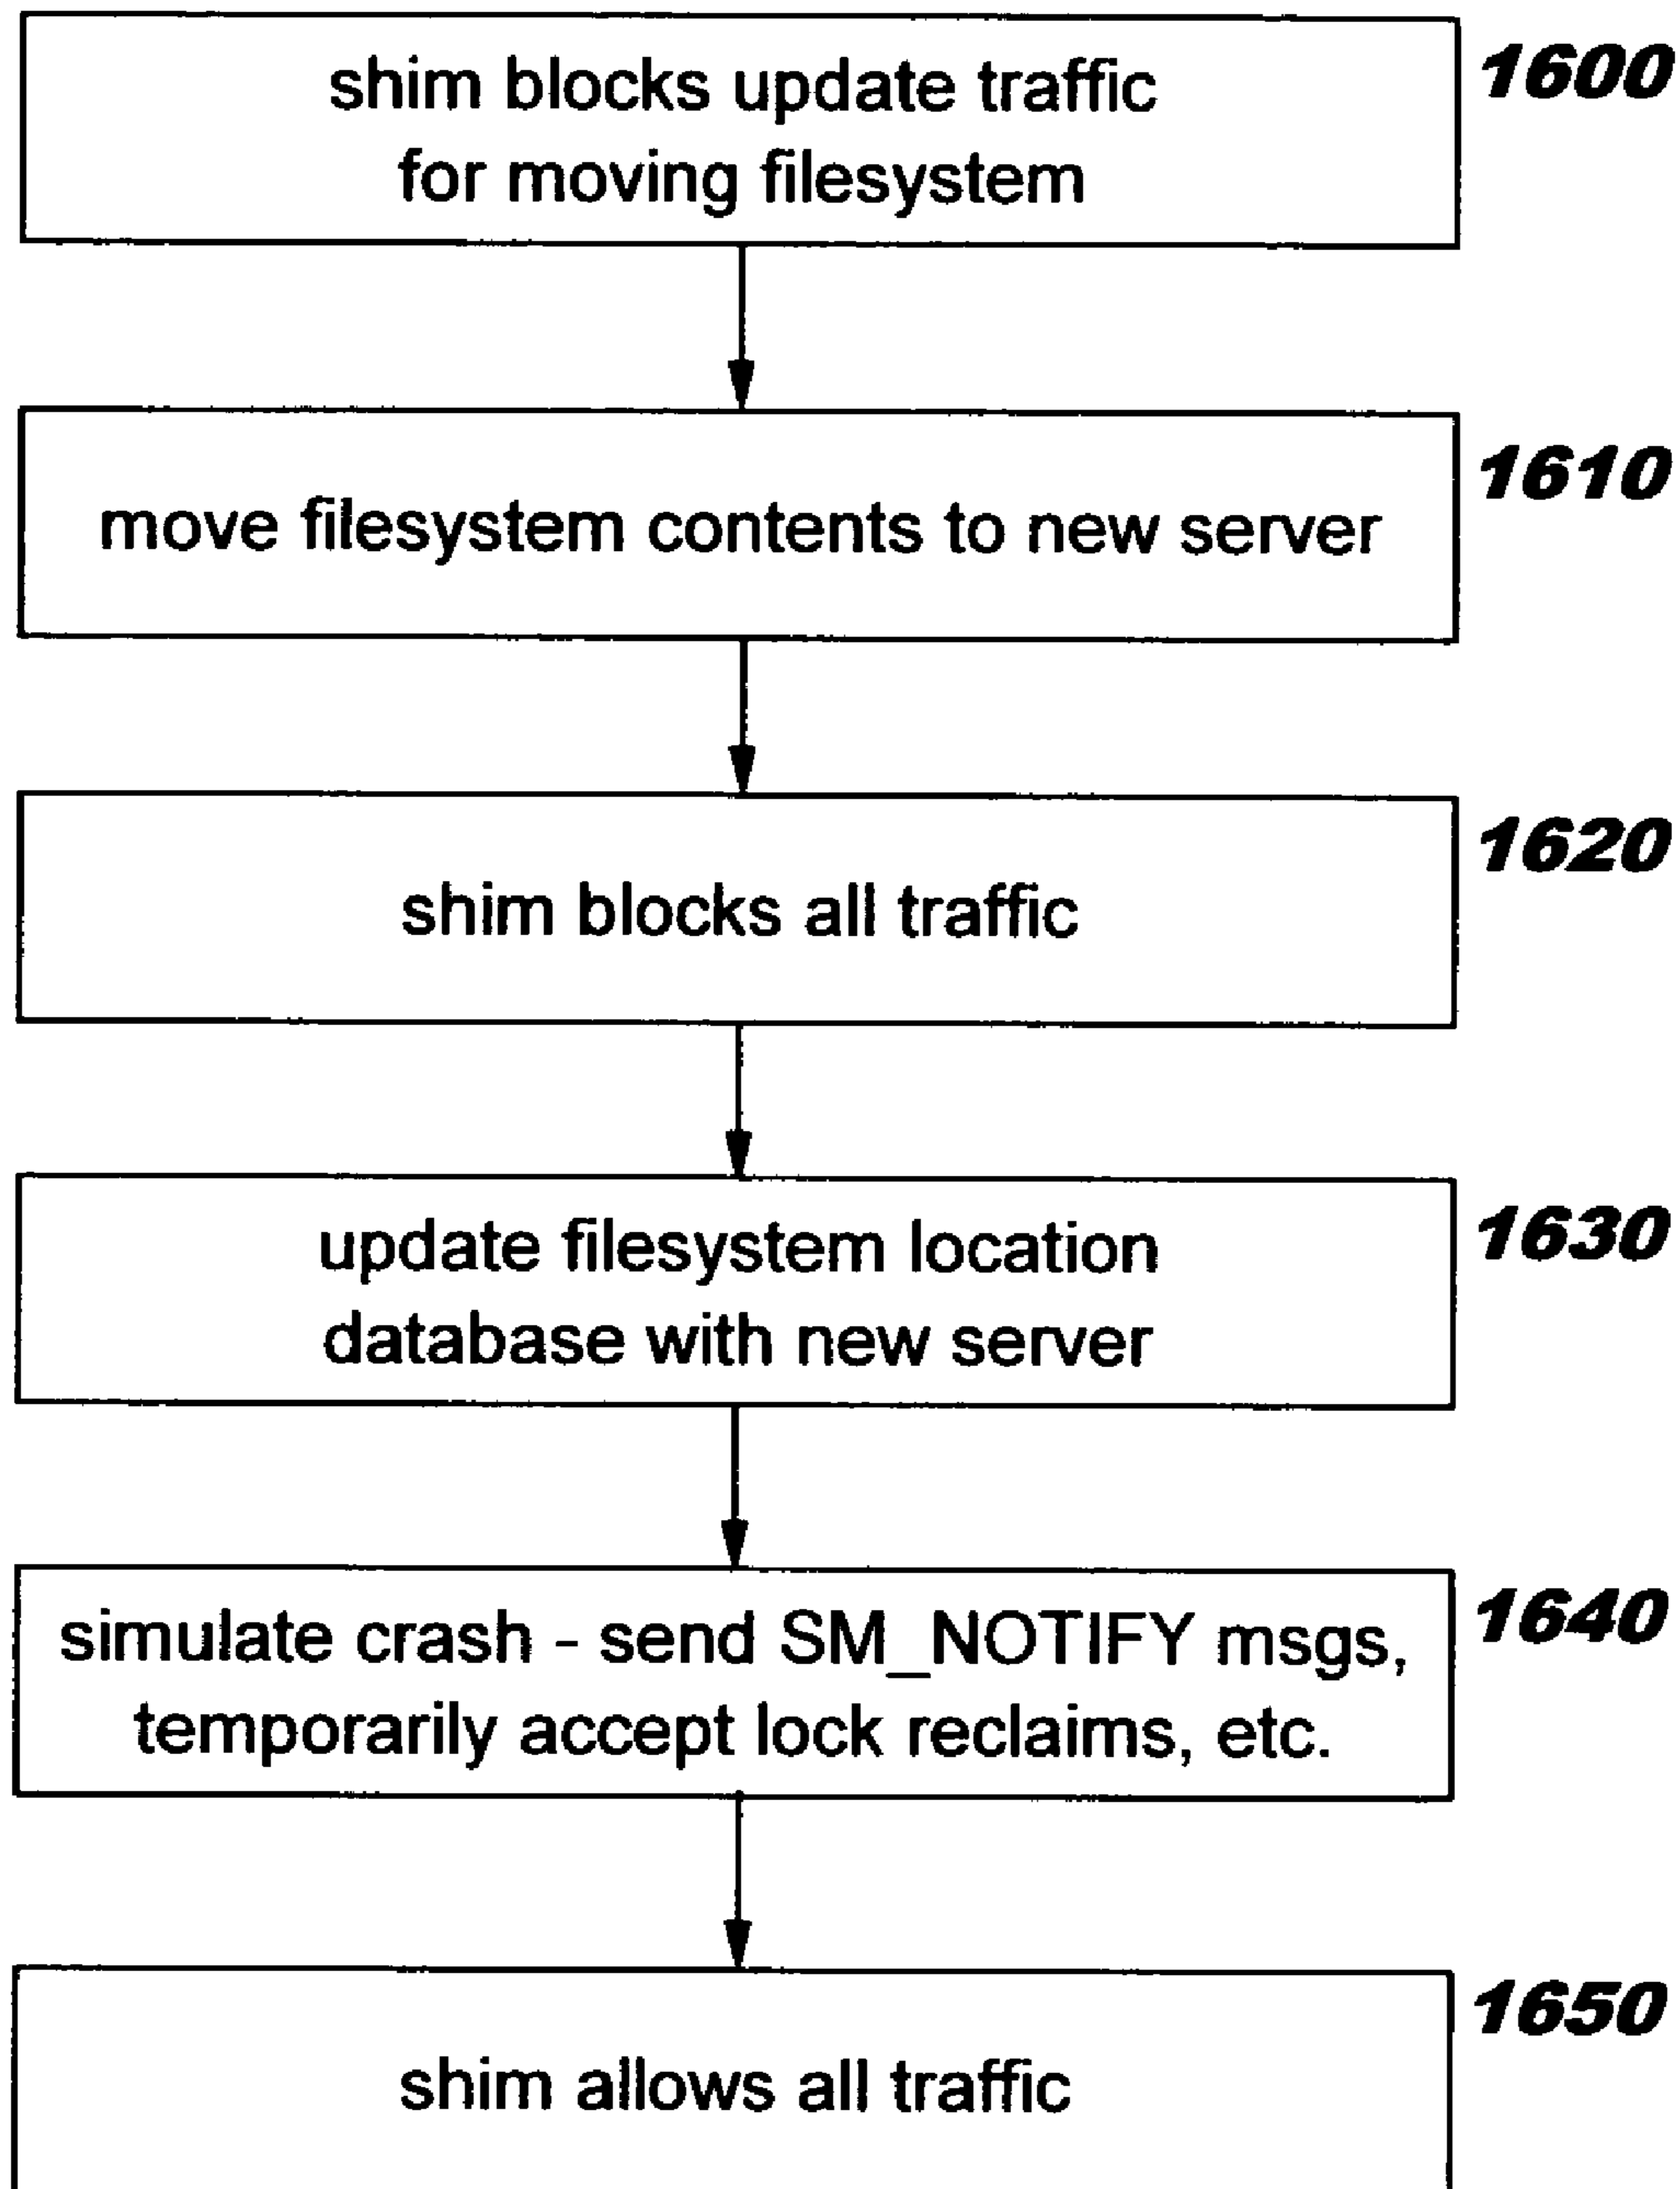 shim blocks update traffic
for moving filesystem
1600
move filesystem contents to new server
1610
shim blocks all traffic
1620
update filesystem location
database with new server
1630
simulate crash - send SM_NOTIFY msgs,
temporarily accept lock reclaims, etc.
1640
shim allows all traffic
1650